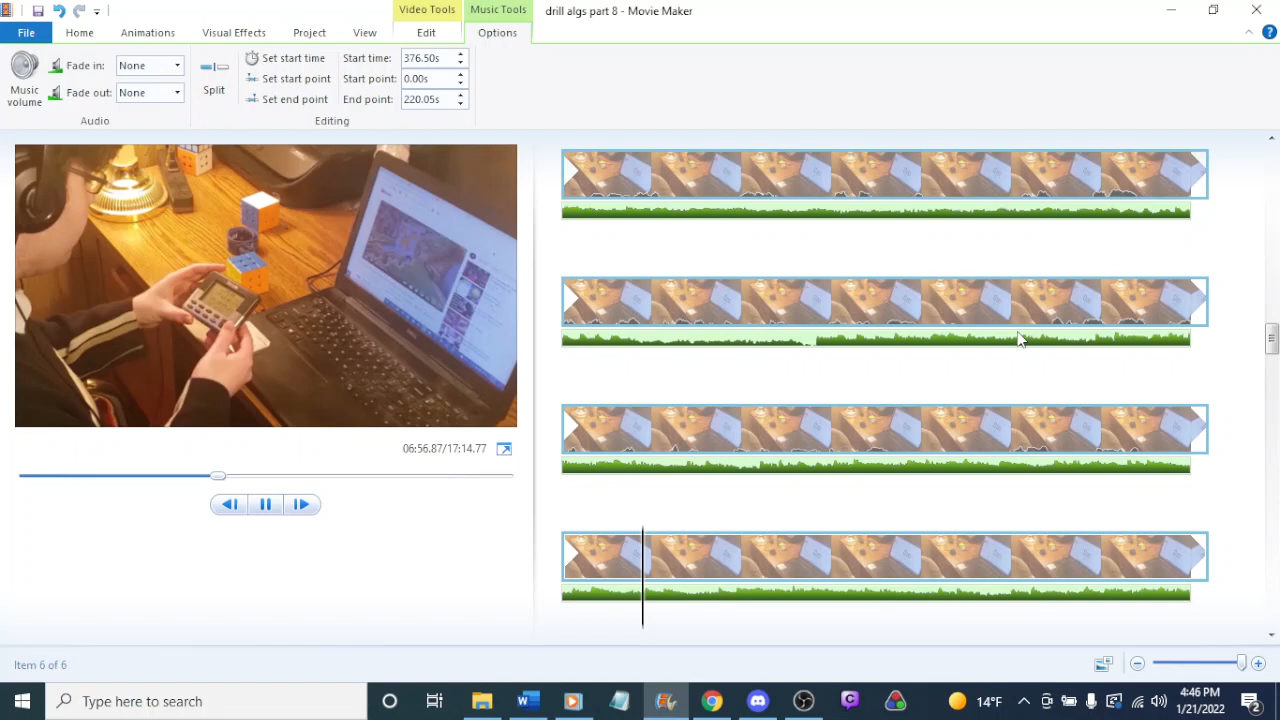 Video Tools
Music Tools
drill algs part 8 - Movie Maker
File
Home
Animations
Visual Effects
Project
View
Edit
Options
Music volume
Fade in: None
Fade out: None
Audio
Split
Set start time
Set start point
Set end point
Start time: 376.50s
Start point: 0.00s
End point: 220.05s
Editing
06:56.87/17:14.77
Item 6 of 6
Type here to search
14°F
4:46 PM
1/21/2022
2